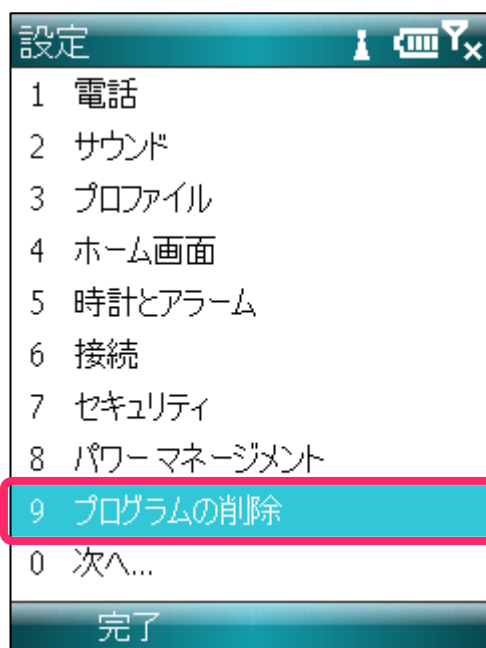 設定
1 電話
2 サウンド
3 プロファイル
4 ホーム画面
5 時計とアラーム
6 接続
7 セキュリティ
8 パワー マネージメント
9 プログラムの削除
0 次へ...
完了